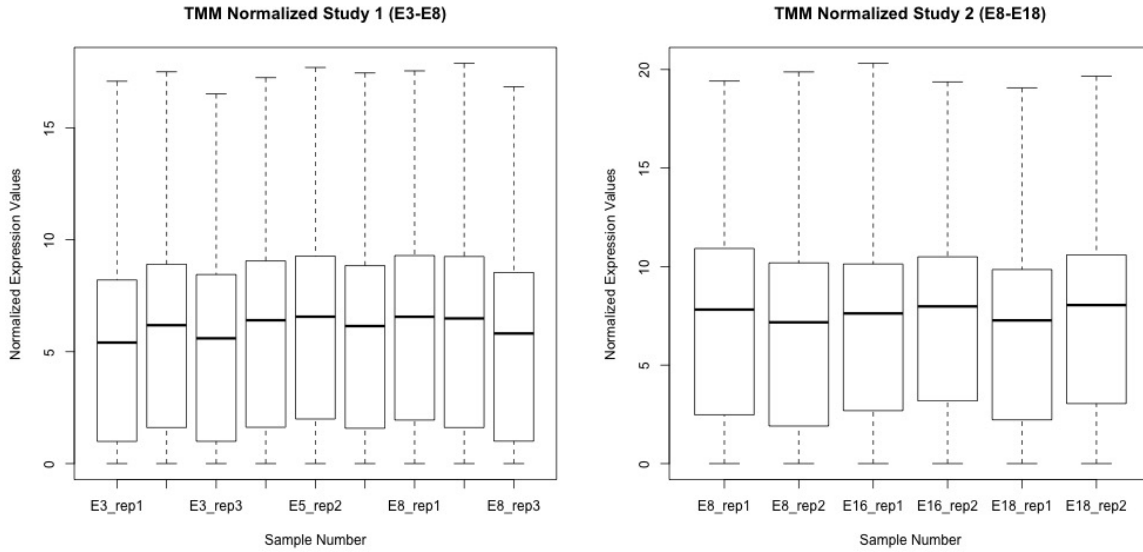 TMM Normalized Study 1 (E3-E8)
Normalized Expression Values
15
10
5
0
E3_rep1 E3_rep3 E5_rep2 E8_rep1 E8_rep3
Sample Number
TMM Normalized Study 2 (E8-E18)
Normalized Expression Values
20
15
10
5
0
E8_rep1 E8_rep2 E16_rep1 E16_rep2 E18_rep1 E18_rep2
Sample Number